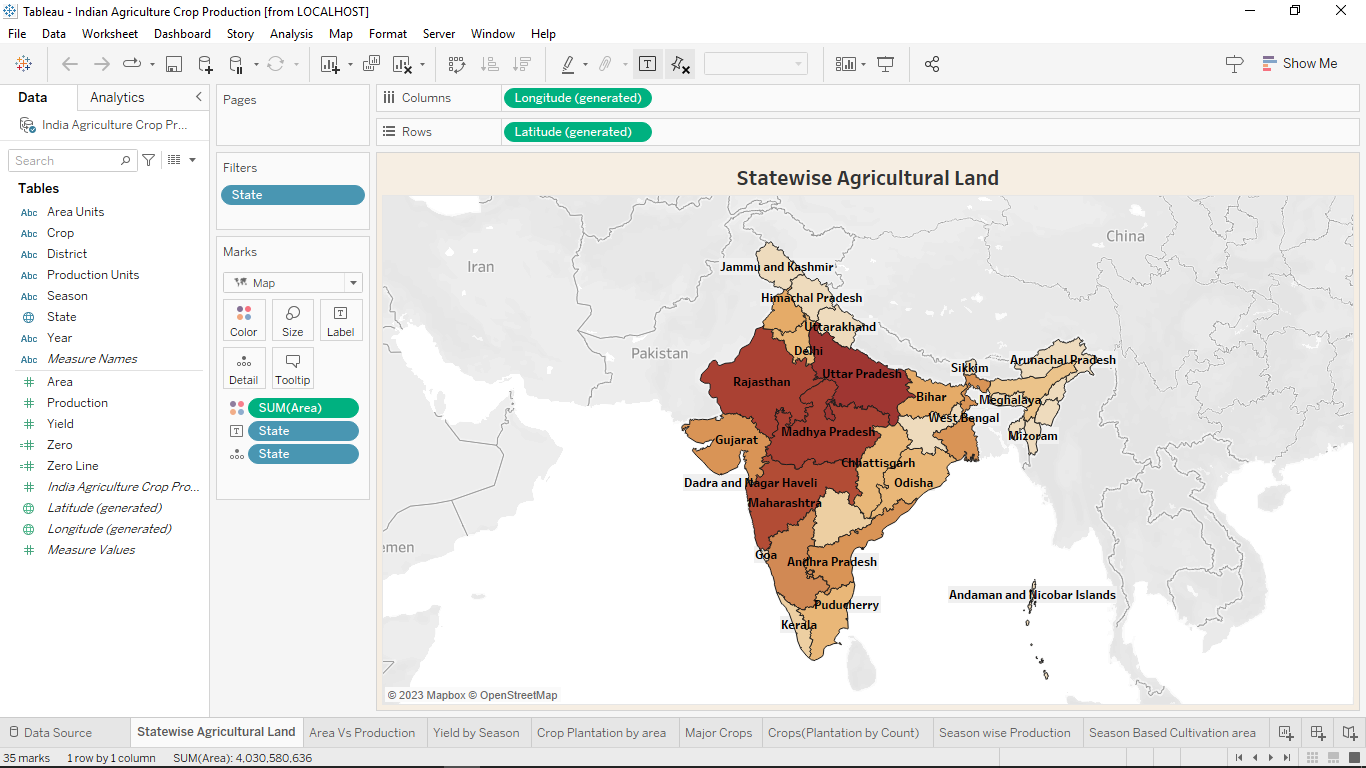 Tableau - Indian Agriculture Crop Production [from LOCALHOST]
File Data Worksheet Dashboard Story Analysis Map Format Server Window Help
Show Me
Data Analytics
India Agriculture Crop Pr...
Search
Tables
Abc Area Units
Abc Crop
Abc District
Abc Production Units
Abc Season
State
Abc Year
Abc Measure Names
# Area
# Production
# Yield
=# Zero
=# Zero Line
# India Agriculture Crop Pro...
Latitude (generated)
Longitude (generated)
# Measure Values
Pages
Filters
State
Marks
Map
Color Size Label
Detail Tooltip
SUM(Area)
State
State
Columns Longitude (generated)
Rows Latitude (generated)
Statewise Agricultural Land
China
Iran
Jammu and Kashmir
Himachal Pradesh
Uttarakhand
Pakistan
Delhi
Arunachal Pradesh
Sikkim
Uttar Pradesh
Rajasthan
Bihar
Meghalaya
West Bengal
Madhya Pradesh
Mizoram
Gujarat
Chhattisgarh
Dadra and Nagar Haveli
Odisha
Maharashtra
emen
Goa
Andhra Pradesh
Andaman and Nicobar Islands
Puducherry
Kerala
© 2023 Mapbox © OpenStreetMap
Data Source Statewise Agricultural Land Area Vs Production Yield by Season Crop Plantation by area Major Crops Crops(Plantation by Count) Season wise Production Season Based Cultivation area
35 marks 1 row by 1 column SUM(Area): 4,030,580,636